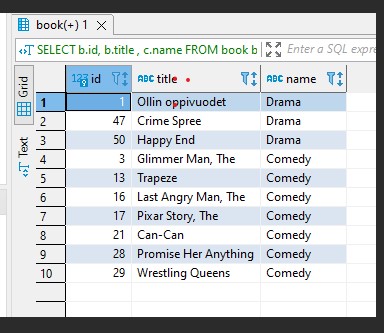 book(+) 1
SELECT b.id, b.title , c.name FROM book b
Enter a SQL expre
Grid
Text
123 id ABC title ABC name
1 1 Ollin oppivuodet Drama
2 47 Crime Spree Drama
3 50 Happy End Drama
4 3 Glimmer Man, The Comedy
5 13 Trapeze Comedy
6 16 Last Angry Man, The Comedy
7 17 Pixar Story, The Comedy
8 21 Can-Can Comedy
9 28 Promise Her Anything Comedy
10 29 Wrestling Queens Comedy